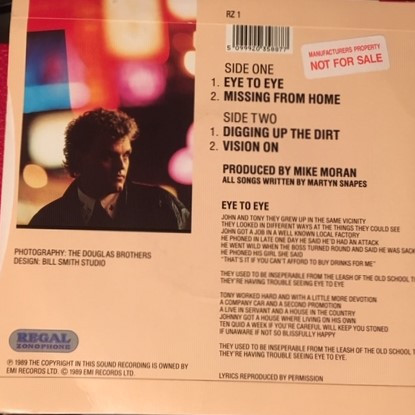 RZ 1
5 099920 350877
MANUFACTURERS PROPERTY
NOT FOR SALE
SIDE ONE
1. EYE TO EYE
2. MISSING FROM HOME
SIDE TWO
1. DIGGING UP THE DIRT
2. VISION ON
PRODUCED BY MIKE MORAN
ALL SONGS WRITTEN BY MARTYN SNAPES
EYE TO EYE
JOHN AND TONY THEY GREW UP IN THE SAME VICINITY
THEY LOOKED IN DIFFERENT WAYS AT THE THINGS THEY COULD SEE
JOHN GOT A JOB IN A WELL KNOWN LOCAL FACTORY
HE PHONED IN LATE ONE DAY HE SAID HE'D HAD AN ATTACK
HE WENT WILD WHEN THE BOSS TURNED ROUND AND SAID HE WAS SACK
HE PHONED HIS GIRL SHE SAID
"THAT'S IT IF YOU CAN'T AFFORD TO BUY DRINKS FOR ME"
THEY USED TO BE INSEPERABLE FROM THE LEASH OF THE OLD SCHOOL T
THEY'RE HAVING TROUBLE SEEING EYE TO EYE
TONY WORKED HARD AND WITH A LITTLE MORE DEVOTION
A COMPANY CAR AND A SECOND PROMOTION
A LIVE IN SERVANT AND A HOUSE IN THE COUNTRY
JOHNNY GOT A HOUSE WHERE LIVING ON HIS OWN
TEN QUID A WEEK IF YOU'RE CAREFUL WILL KEEP YOU STONED
IF UNAWARE IF NOT SO BLISSFULLY HAPPY
THEY USED TO BE INSEPERABLE FROM THE LEASH OF THE OLD SCHOOL T
THEY'RE HAVING TROUBLE SEEING EYE TO EYE.
LYRICS REPRODUCED BY PERMISSION
PHOTOGRAPHY: THE DOUGLAS BROTHERS
DESIGN: BILL SMITH STUDIO
REGAL
ZONOPHONE
℗ 1989 THE COPYRIGHT IN THIS SOUND RECORDING IS OWNED BY
EMI RECORDS LTD. © 1989 EMI RECORDS LTD.